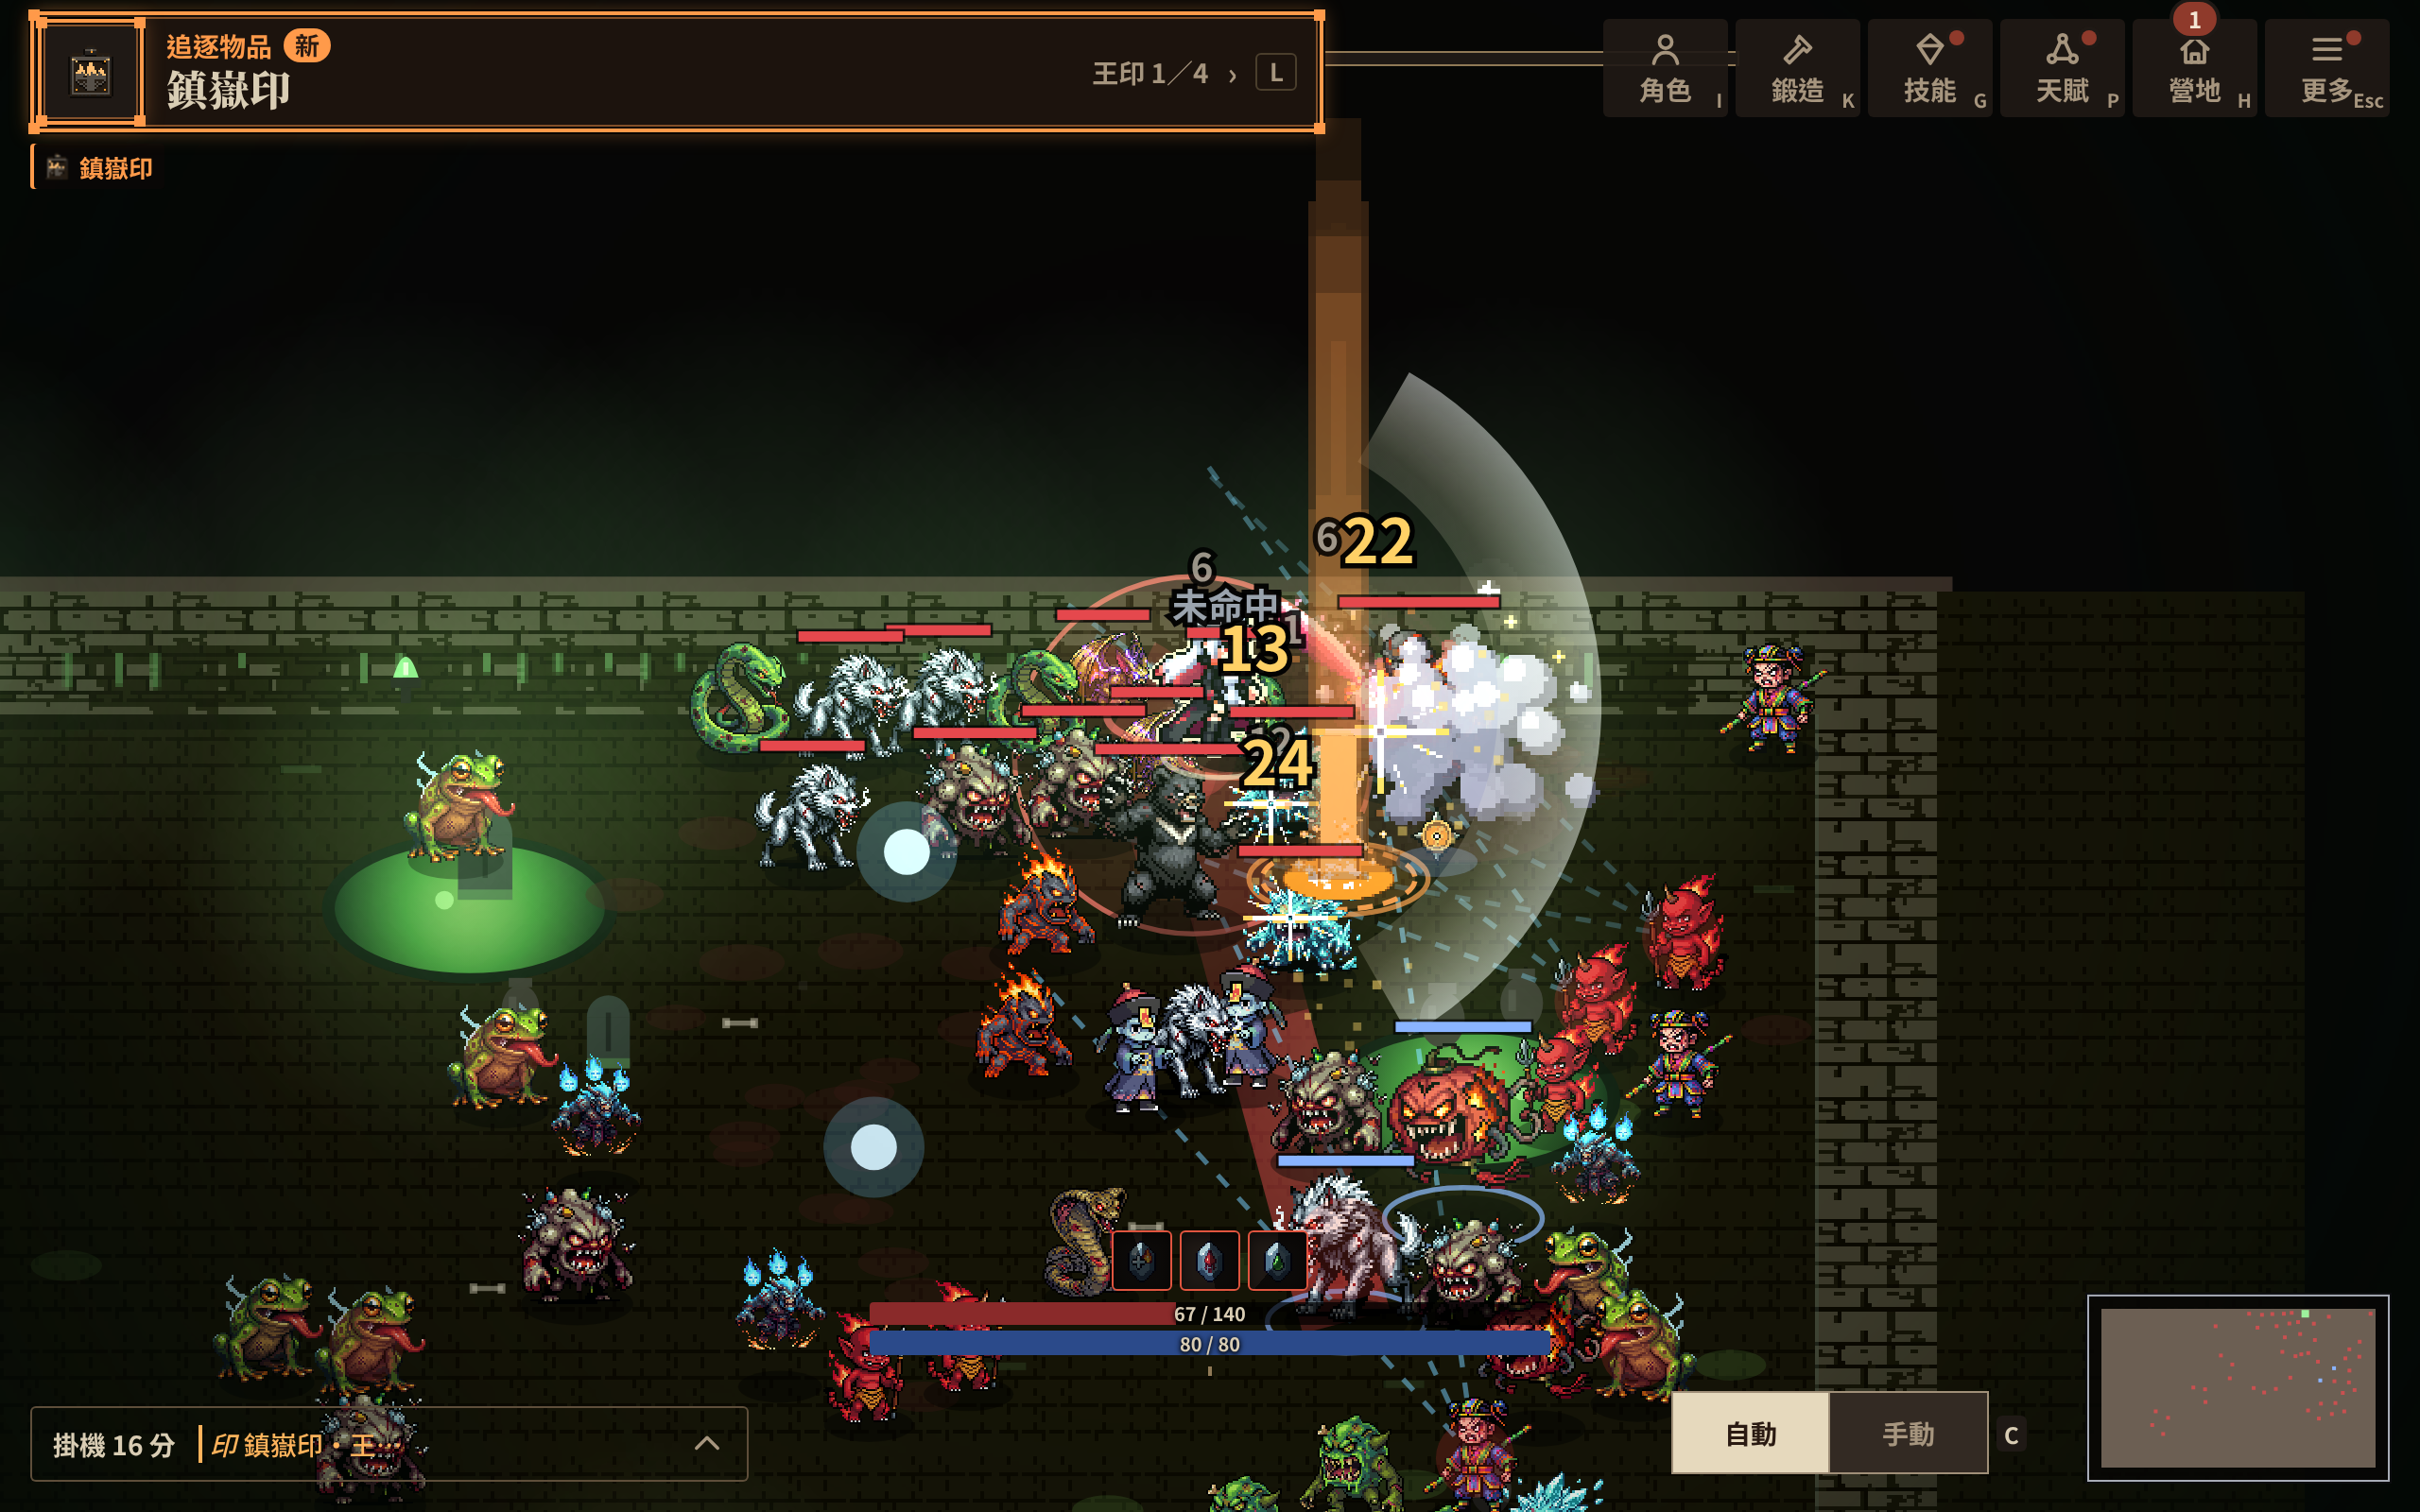 追逐物品 新
鎮嶽印
王印 1／4 › L
角色 I
鍛造 K
技能 G
天賦 P
1
營地 H
更多 Esc
鎮嶽印
6 22
6
未命中
13
24
67 / 140
80 / 80
掛機 16 分
印 鎮嶽印・王
自動
手動
C